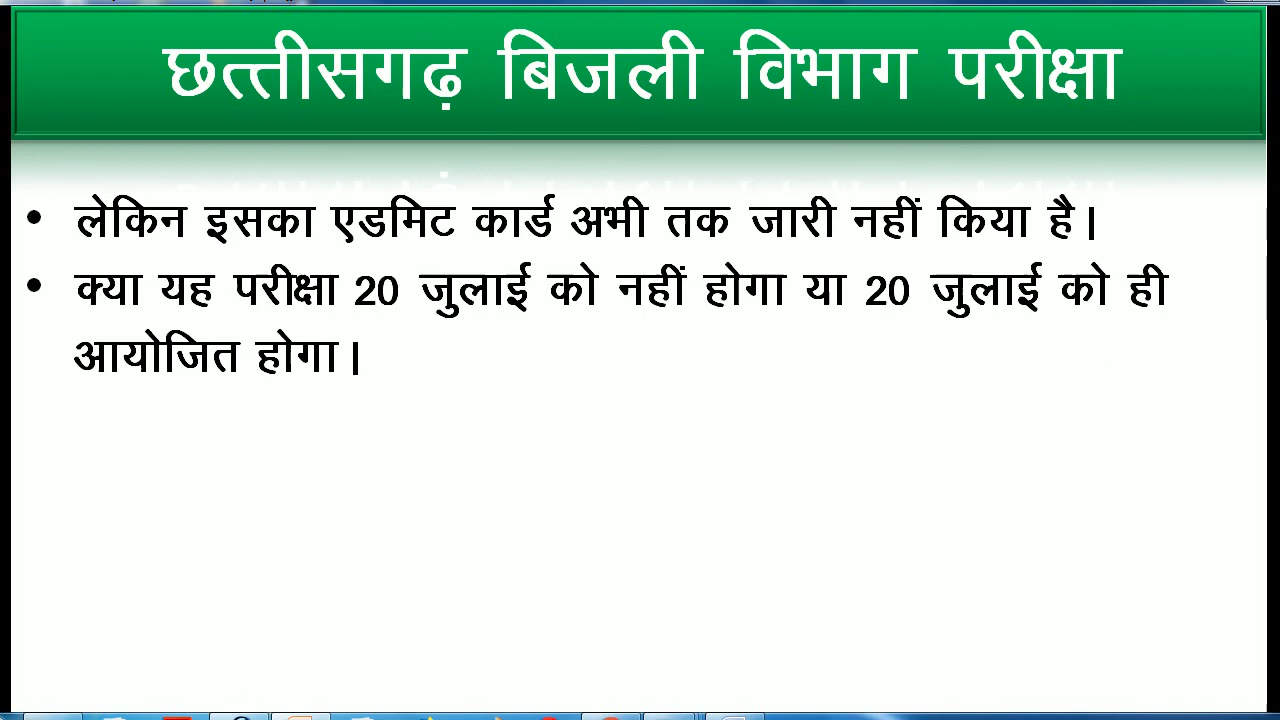 छत्तीसगढ़ बिजली विभाग परीक्षा
• लेकिन इसका एडमिट कार्ड अभी तक जारी नहीं किया है।
• क्या यह परीक्षा 20 जुलाई को नहीं होगा या 20 जुलाई को ही
आयोजित होगा।